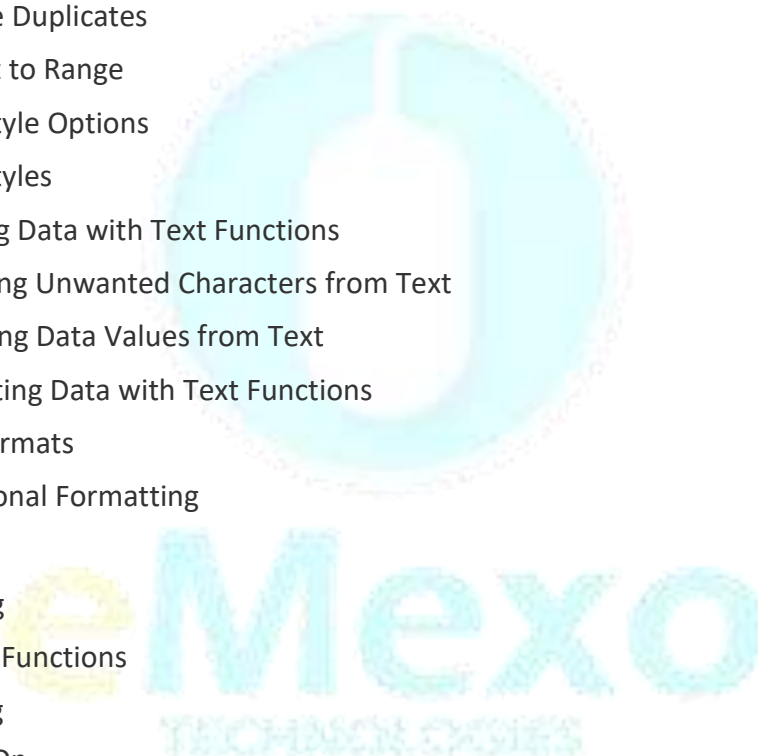 e Duplicates
t to Range
tyle Options
tyles
g Data with Text Functions
ng Unwanted Characters from Text
ng Data Values from Text
ting Data with Text Functions
rmats
onal Formatting
g
Functions
g
eMexo
TECHNOLOGIES